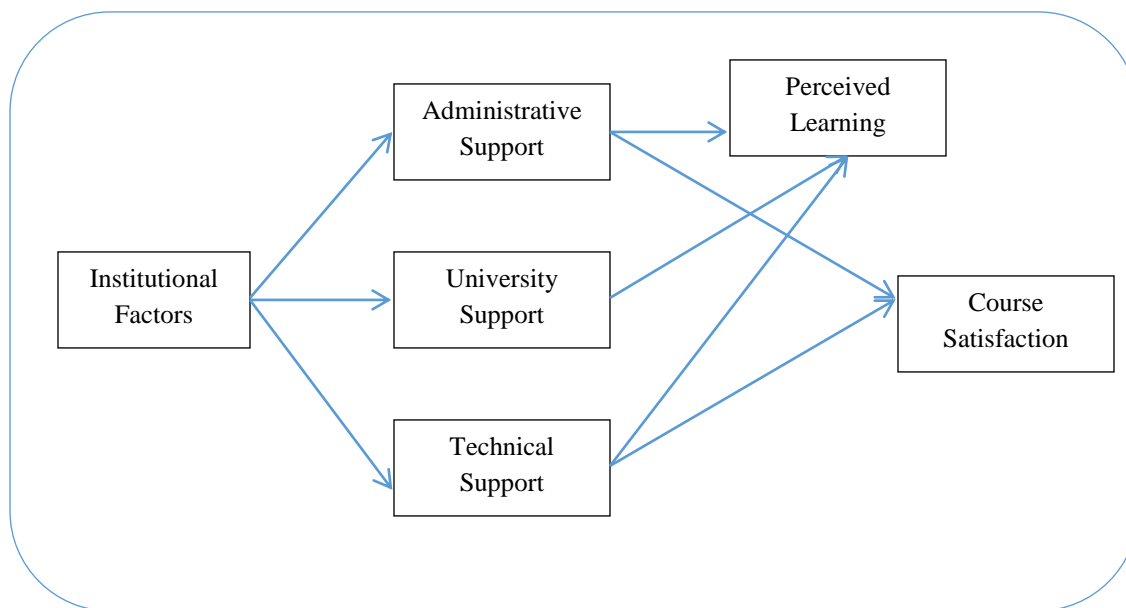 Administrative
Support
Perceived
Learning
Institutional
Factors
University
Support
Course
Satisfaction
Technical
Support